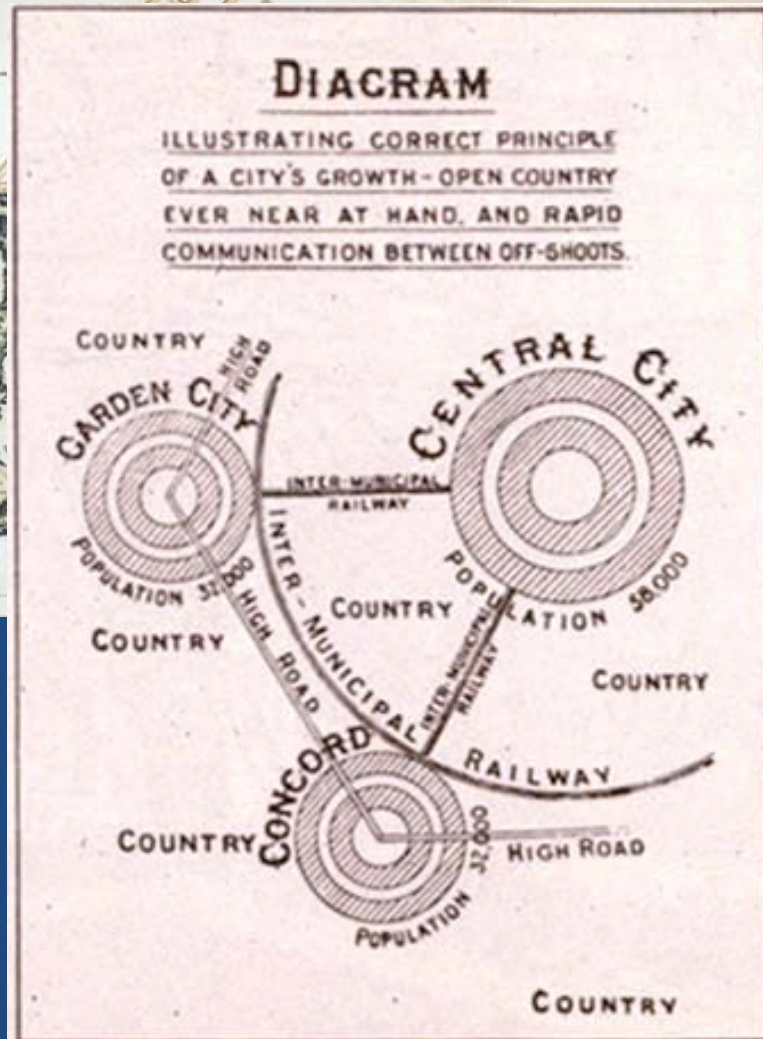 DIAGRAM
ILLUSTRATING CORRECT PRINCIPLE
OF A CITY'S GROWTH-OPEN COUNTRY
EVER NEAR AT HAND, AND RAPID
COMMUNICATION BETWEEN OFF-SHOOTS.
COUNTRY
HIGH
ROAD
GARDEN CITY
POPULATION 32,000
CENTRAL CITY
POPULATION 58,000
INTER-MUNICIPAL
RAILWAY
INTER-MUNICIPAL RAILWAY
COUNTRY
COUNTRY
HIGH ROAD
INTER-MUNICIPAL
RAILWAY
COUNTRY
CONCORD
32,000
POPULATION
COUNTRY
HIGH ROAD
COUNTRY